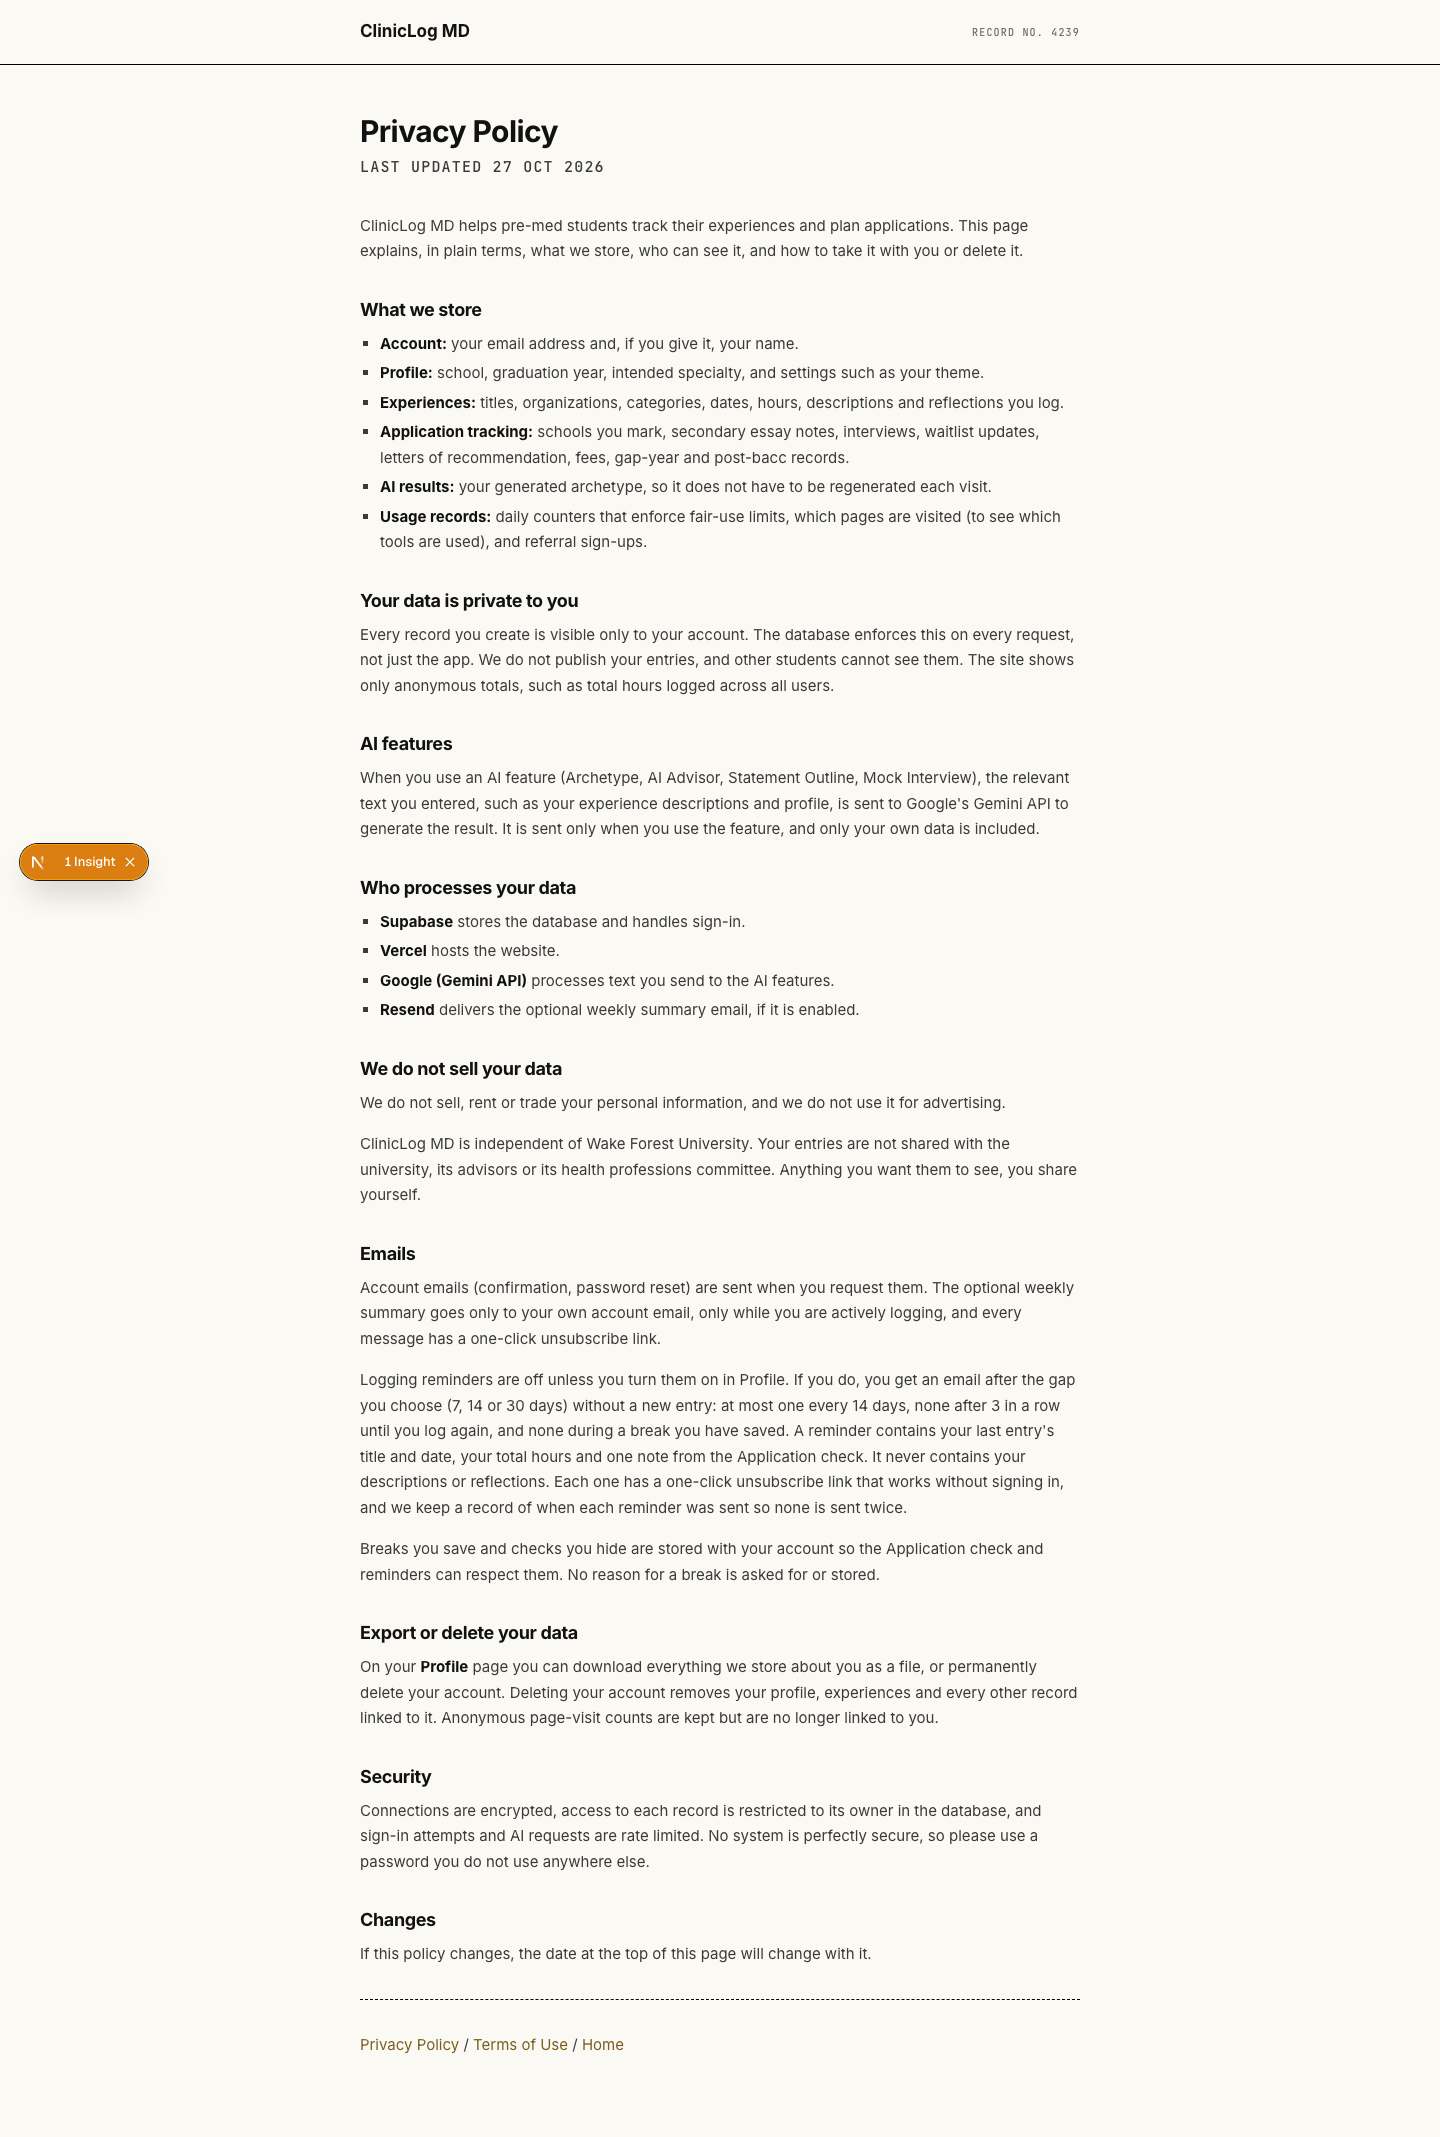 ClinicLog MD
RECORD NO. 4239
Privacy Policy
LAST UPDATED 27 OCT 2026
ClinicLog MD helps pre-med students track their experiences and plan applications. This page
explains, in plain terms, what we store, who can see it, and how to take it with you or delete it.
What we store
Account: your email address and, if you give it, your name.
Profile: school, graduation year, intended specialty, and settings such as your theme.
Experiences: titles, organizations, categories, dates, hours, descriptions and reflections you log.
Application tracking: schools you mark, secondary essay notes, interviews, waitlist updates,
letters of recommendation, fees, gap-year and post-bacc records.
AI results: your generated archetype, so it does not have to be regenerated each visit.
Usage records: daily counters that enforce fair-use limits, which pages are visited (to see which
tools are used), and referral sign-ups.
Your data is private to you
Every record you create is visible only to your account. The database enforces this on every request,
not just the app. We do not publish your entries, and other students cannot see them. The site shows
only anonymous totals, such as total hours logged across all users.
AI features
When you use an AI feature (Archetype, AI Advisor, Statement Outline, Mock Interview), the relevant
text you entered, such as your experience descriptions and profile, is sent to Google's Gemini API to
generate the result. It is sent only when you use the feature, and only your own data is included.
1 Insight
Who processes your data
Supabase stores the database and handles sign-in.
Vercel hosts the website.
Google (Gemini API) processes text you send to the AI features.
Resend delivers the optional weekly summary email, if it is enabled.
We do not sell your data
We do not sell, rent or trade your personal information, and we do not use it for advertising.
ClinicLog MD is independent of Wake Forest University. Your entries are not shared with the
university, its advisors or its health professions committee. Anything you want them to see, you share
yourself.
Emails
Account emails (confirmation, password reset) are sent when you request them. The optional weekly
summary goes only to your own account email, only while you are actively logging, and every
message has a one-click unsubscribe link.
Logging reminders are off unless you turn them on in Profile. If you do, you get an email after the gap
you choose (7, 14 or 30 days) without a new entry: at most one every 14 days, none after 3 in a row
until you log again, and none during a break you have saved. A reminder contains your last entry's
title and date, your total hours and one note from the Application check. It never contains your
descriptions or reflections. Each one has a one-click unsubscribe link that works without signing in,
and we keep a record of when each reminder was sent so none is sent twice.
Breaks you save and checks you hide are stored with your account so the Application check and
reminders can respect them. No reason for a break is asked for or stored.
Export or delete your data
On your Profile page you can download everything we store about you as a file, or permanently
delete your account. Deleting your account removes your profile, experiences and every other record
linked to it. Anonymous page-visit counts are kept but are no longer linked to you.
Security
Connections are encrypted, access to each record is restricted to its owner in the database, and
sign-in attempts and AI requests are rate limited. No system is perfectly secure, so please use a
password you do not use anywhere else.
Changes
If this policy changes, the date at the top of this page will change with it.
Privacy Policy / Terms of Use / Home